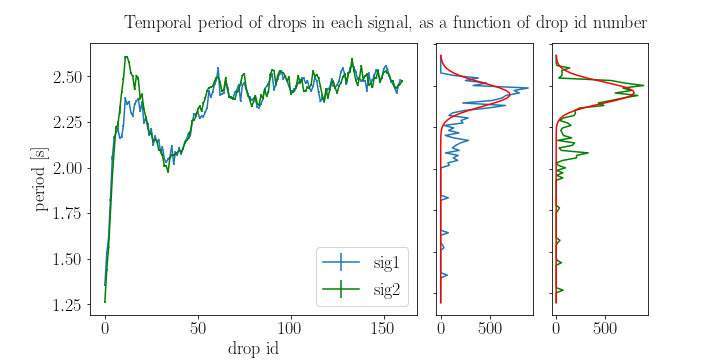 Temporal period of drops in each signal, as a function of drop id number
2.50
2.25
2.00
1.75
1.50
1.25
period [s]
sig1
sig2
0 50 100 150 0 500 0 500
drop id